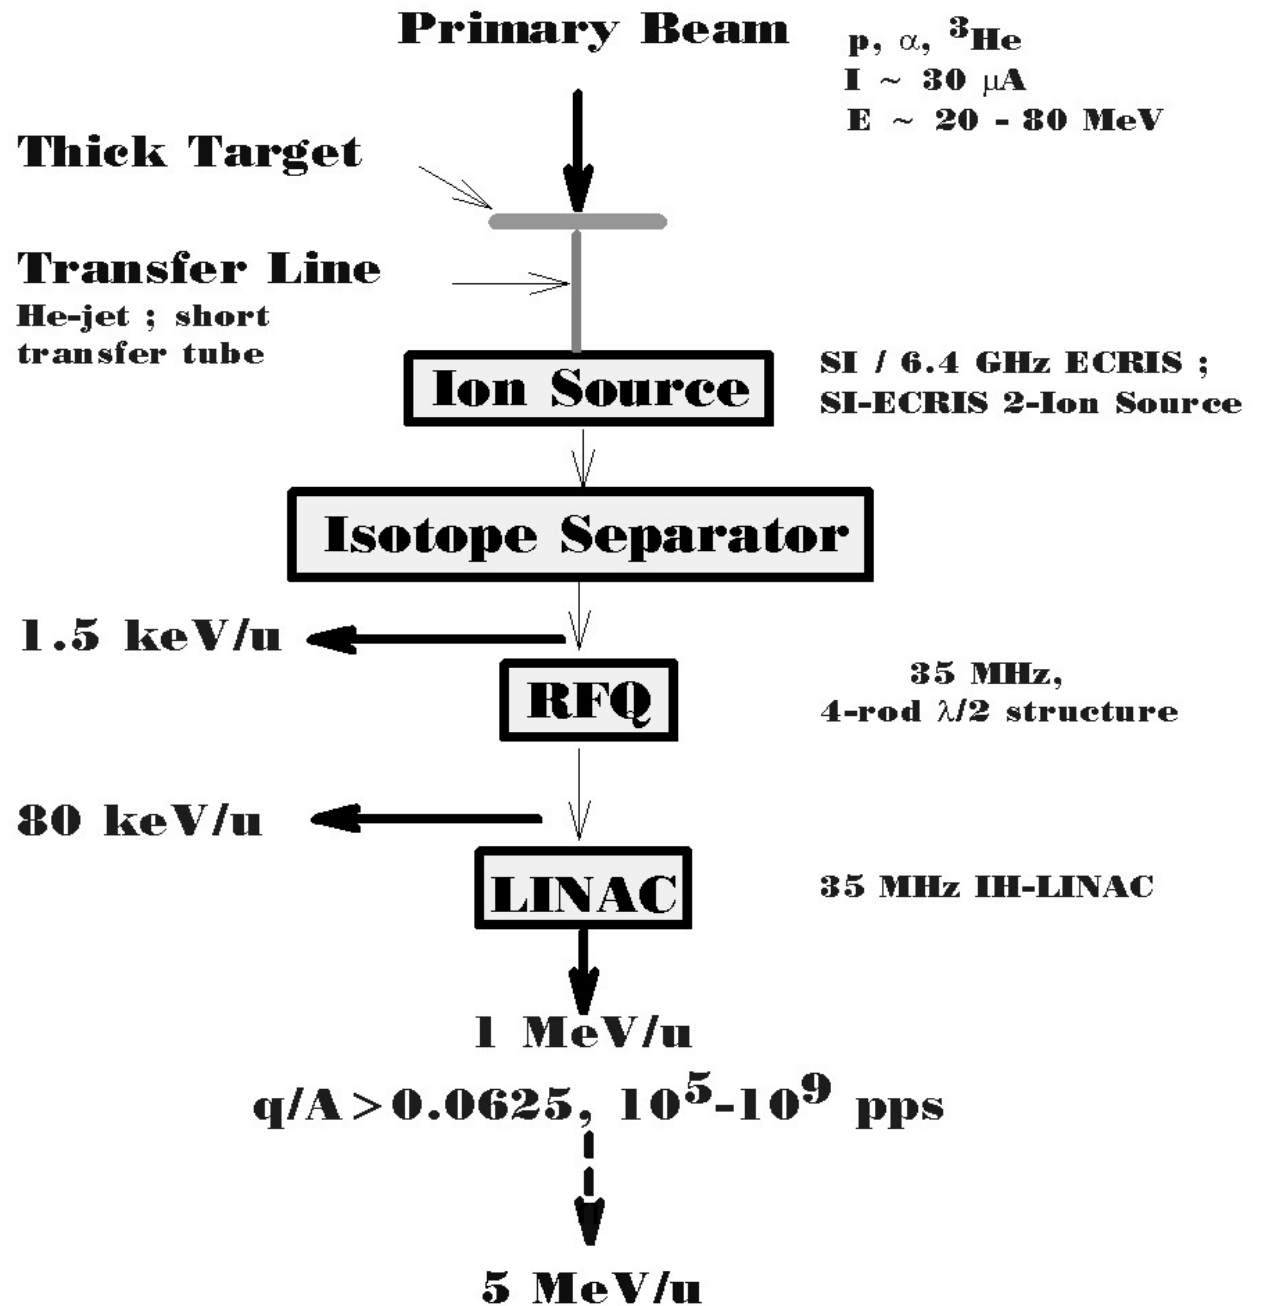 Primary Beam
p, α, ³He
I ~ 30 μA
E ~ 20 - 80 MeV
Thick Target
Transfer Line
He-jet ; short
transfer tube
Ion Source
SI / 6.4 GHz ECRIS ;
SI-ECRIS 2-Ion Source
Isotope Separator
1.5 keV/u
RFQ
35 MHz,
4-rod λ/2 structure
80 keV/u
LINAC
35 MHz IH-LINAC
1 MeV/u
q/A>0.0625, 10⁵-10⁹ pps
5 MeV/u